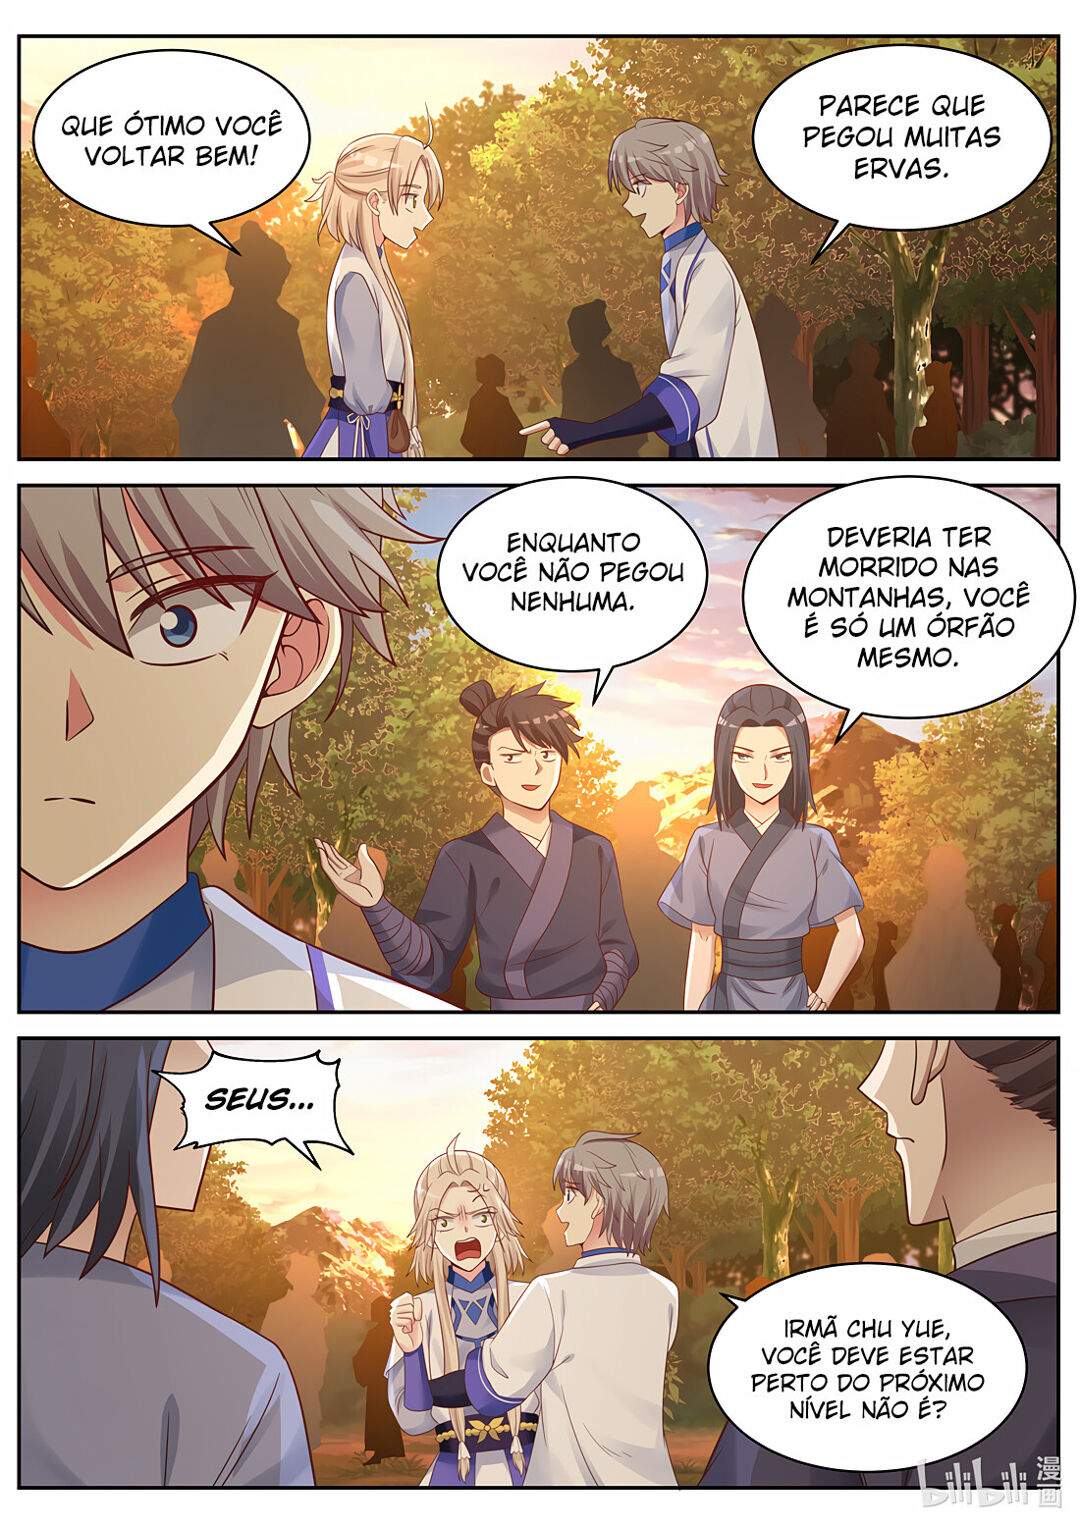 QUE ÓTIMO VOCÊ
VOLTAR BEM!
PARECE QUE
PEGOU MUITAS
ERVAS.
ENQUANTO
VOCÊ NÃO PEGOU
NENHUMA.
DEVERIA TER
MORRIDO NAS
MONTANHAS, VOCÊ
É SÓ UM ÓRFÃO
MESMO.
SEUS...
IRMÃ CHU YUE,
VOCÊ DEVE ESTAR
PERTO DO PRÓXIMO
NÍVEL NÃO É?
bilibili 漫画